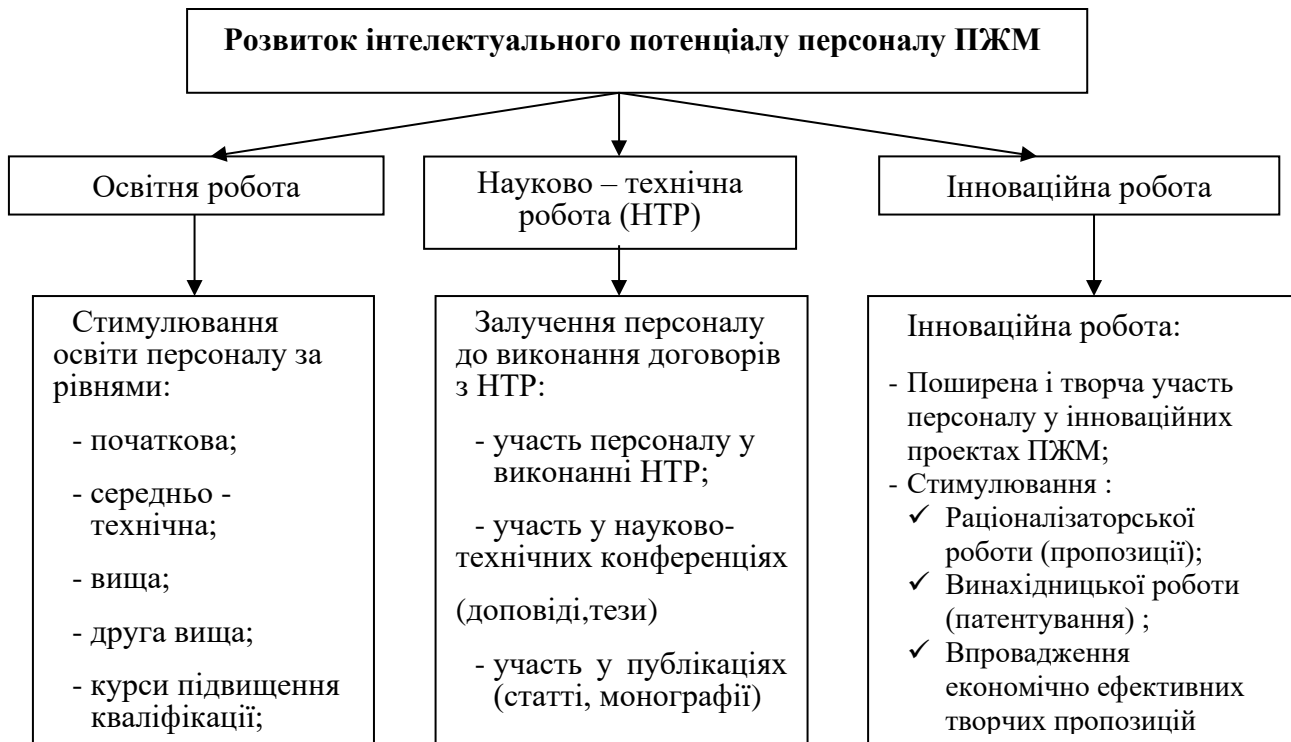 Розвиток інтелектуального потенціалу персоналу ПЖМ
Освітня робота
Науково – технічна
робота (НТР)
Інноваційна робота
Стимулювання
освіти персоналу за
рівнями:
- початкова;
- середньо -
технічна;
- вища;
- друга вища;
- курси підвищення
кваліфікації;
Залучення персоналу
до виконання договорів
з НТР:
- участь персоналу у
виконанні НТР;
- участь у науково-
технічних конференціях
(доповіді,тези)
- участь у публікаціях
(статті, монографії)
Інноваційна робота:
- Поширена і творча участь
персоналу у інноваційних
проектах ПЖМ;
- Стимулювання :
✓ Раціоналізаторської
роботи (пропозиції);
✓ Винахідницької роботи
(патентування) ;
✓ Впровадження
економічно ефективних
творчих пропозицій